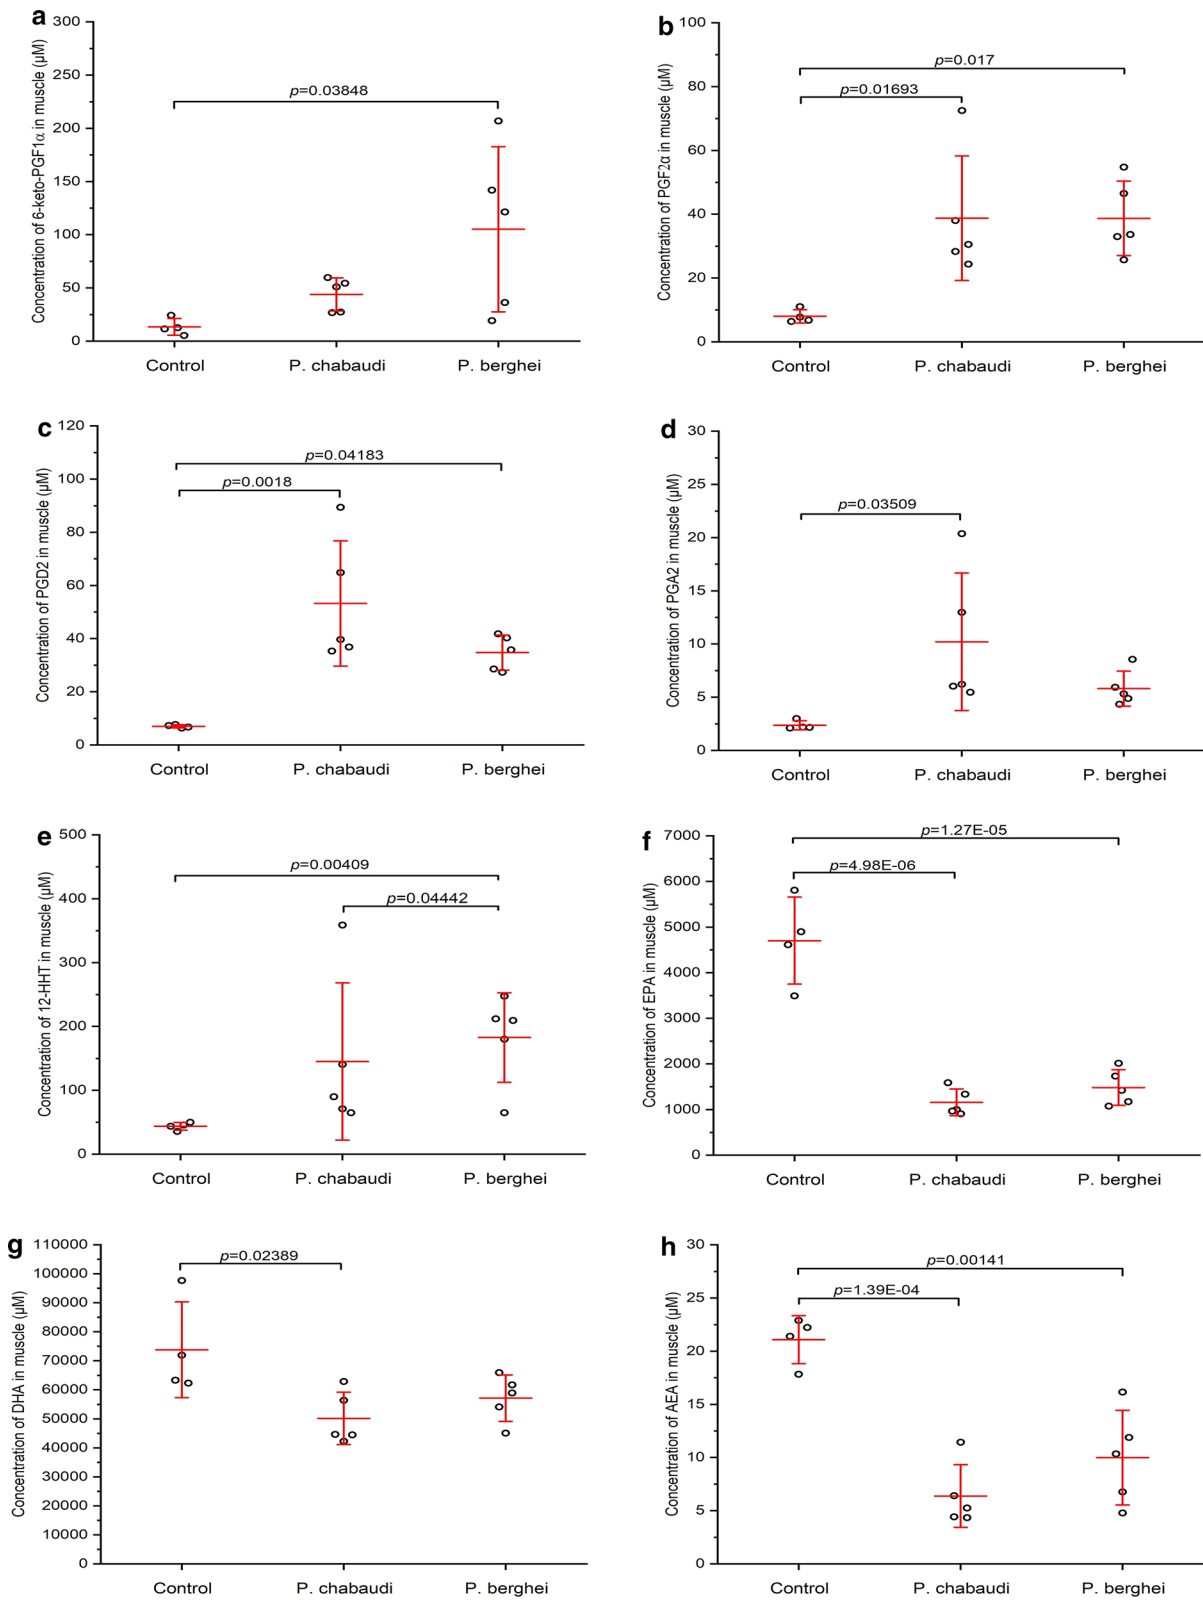 a
Concentration of 6-keto-PGF1α in muscle (µM)
300
250
200
150
100
50
0
p=0.03848
Control P. chabaudi P. berghei
b
Concentration of PGF2α in muscle (µM)
100
80
60
40
20
0
p=0.017
p=0.01693
Control P. chabaudi P. berghei
c
Concentration of PGD2 in muscle (µM)
120
100
80
60
40
20
0
p=0.04183
p=0.0018
Control P. chabaudi P. berghei
d
Concentration of PGA2 in muscle (µM)
30
25
20
15
10
5
0
p=0.03509
Control P. chabaudi P. berghei
e
Concentration of 12-HHT in muscle (µM)
500
400
300
200
100
0
p=0.00409
p=0.04442
Control P. chabaudi P. berghei
f
Concentration of EPA in muscle (µM)
7000
6000
5000
4000
3000
2000
1000
0
p=1.27E-05
p=4.98E-06
Control P. chabaudi P. berghei
g
Concentration of DHA in muscle (µM)
110000
100000
90000
80000
70000
60000
50000
40000
30000
20000
10000
0
p=0.02389
Control P. chabaudi P. berghei
h
Concentration of AEA in muscle (µM)
30
25
20
15
10
5
0
p=0.00141
p=1.39E-04
Control P. chabaudi P. berghei